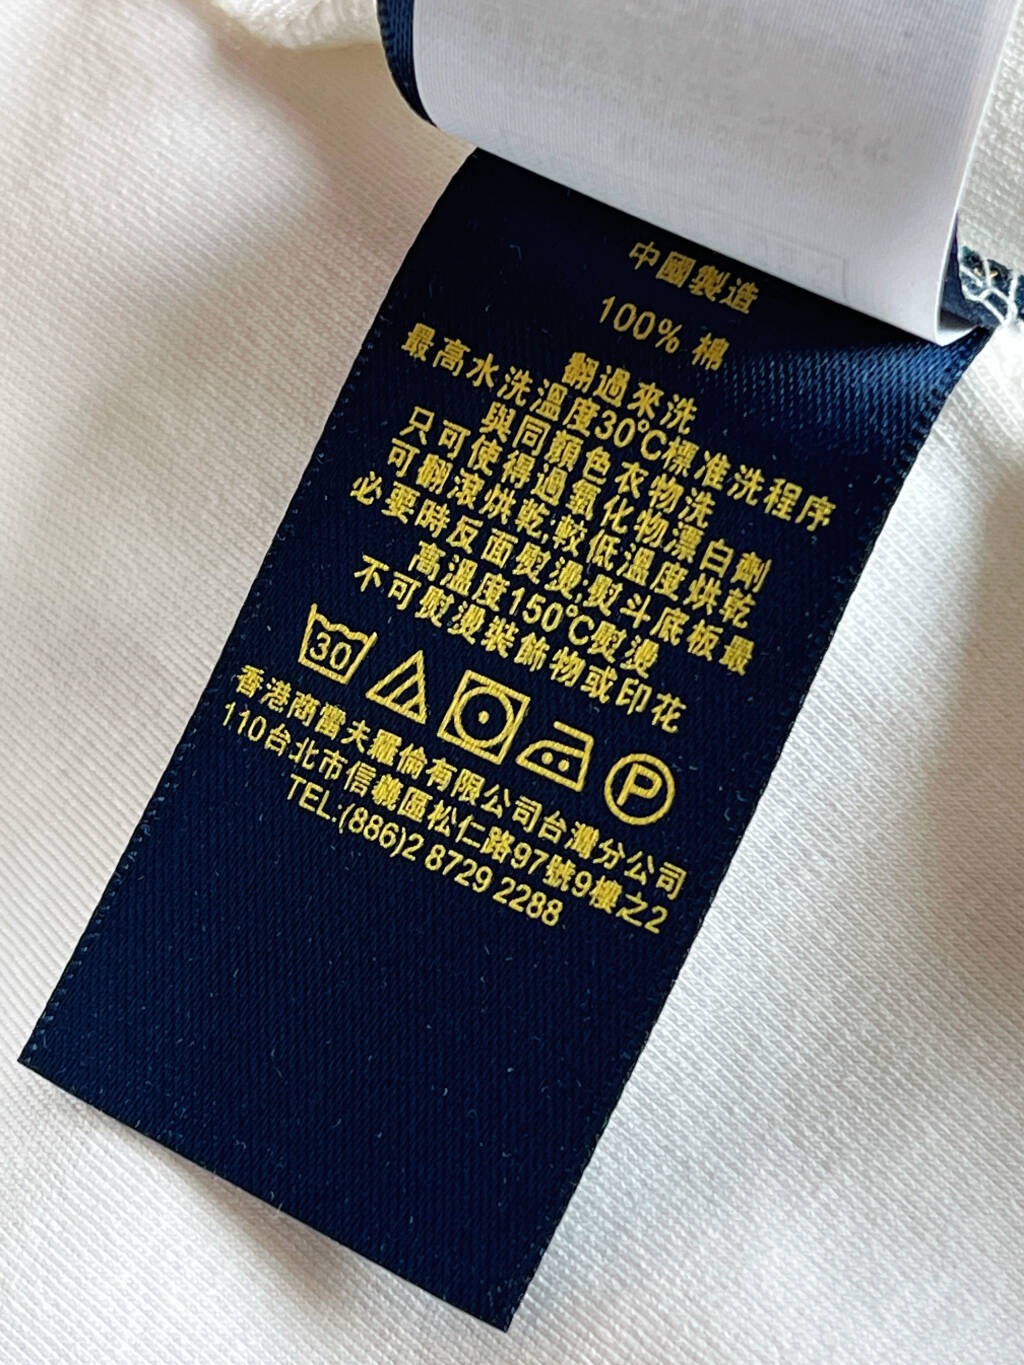 中國製造
100% 棉
翻過來洗
最高水洗溫度30℃標准洗程序
與同類色衣物洗
只可使得過氧化物漂白劑
可翻滾烘乾;較低溫度烘乾
必要時反面熨燙;熨斗底板最
高溫度150℃熨燙
不可熨燙裝飾物或印花
30
P
香港商雷夫羅倫有限公司台灣分公司
110台北市信義區松仁路97號9樓之2
TEL:(886)2 8729 2288